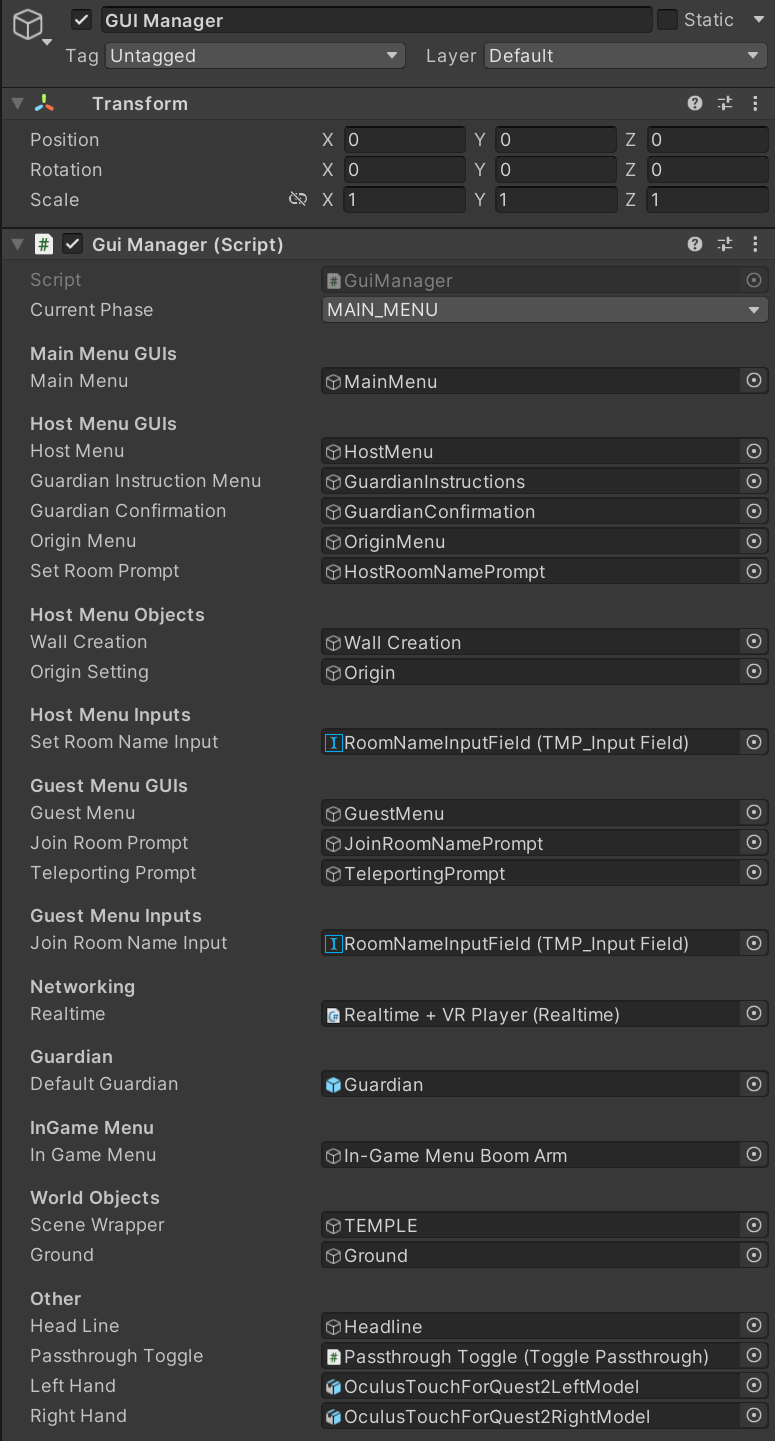 GUI Manager Static
Tag Untagged Layer Default
Transform
Position X 0 Y 0 Z 0
Rotation X 0 Y 0 Z 0
Scale X 1 Y 1 Z 1
# Gui Manager (Script)
Script # GuiManager
Current Phase MAIN_MENU
Main Menu GUIs
Main Menu MainMenu
Host Menu GUIs
Host Menu HostMenu
Guardian Instruction Menu GuardianInstructions
Guardian Confirmation GuardianConfirmation
Origin Menu OriginMenu
Set Room Prompt HostRoomNamePrompt
Host Menu Objects
Wall Creation Wall Creation
Origin Setting Origin
Host Menu Inputs
Set Room Name Input RoomNameInputField (TMP_Input Field)
Guest Menu GUIs
Guest Menu GuestMenu
Join Room Prompt JoinRoomNamePrompt
Teleporting Prompt TeleportingPrompt
Guest Menu Inputs
Join Room Name Input RoomNameInputField (TMP_Input Field)
Networking
Realtime Realtime + VR Player (Realtime)
Guardian
Default Guardian Guardian
InGame Menu
In Game Menu In-Game Menu Boom Arm
World Objects
Scene Wrapper TEMPLE
Ground Ground
Other
Head Line Headline
Passthrough Toggle # Passthrough Toggle (Toggle Passthrough)
Left Hand OculusTouchForQuest2LeftModel
Right Hand OculusTouchForQuest2RightModel